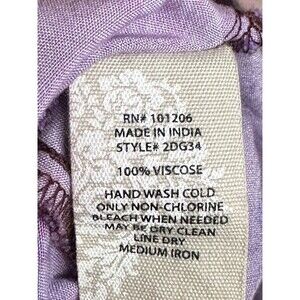 RN# 101206
MADE IN INDIA
STYLE# 2DG34
100% VISCOSE
HAND WASH COLD
ONLY NON-CHLORINE
BLEACH WHEN NEEDED
MAY BE DRY CLEAN
LINE DRY
MEDIUM IRON